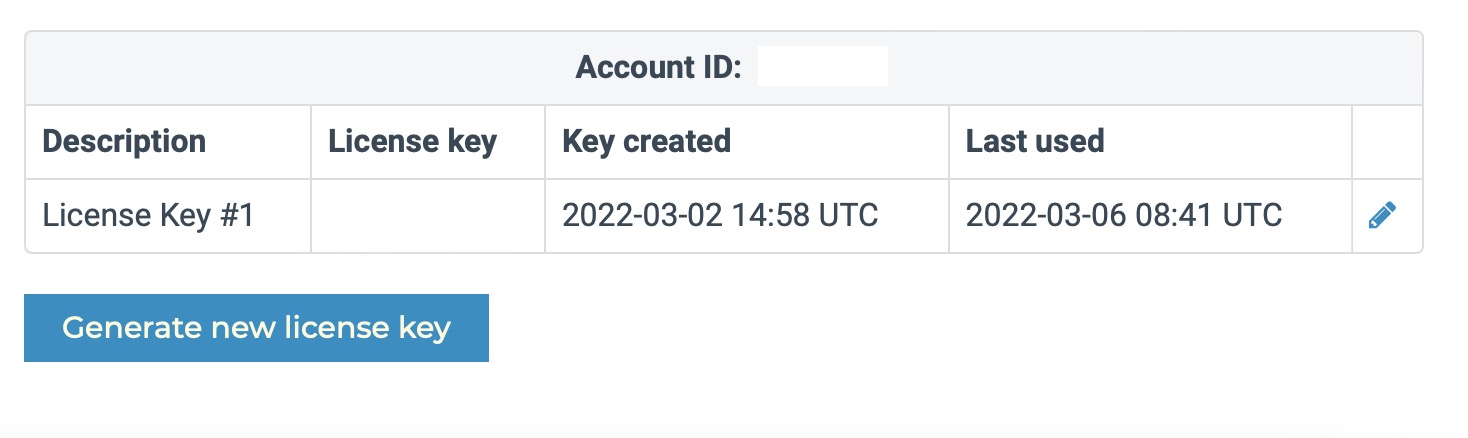 Account ID:
Description License key Key created Last used
License Key #1 2022-03-02 14:58 UTC 2022-03-06 08:41 UTC
Generate new license key